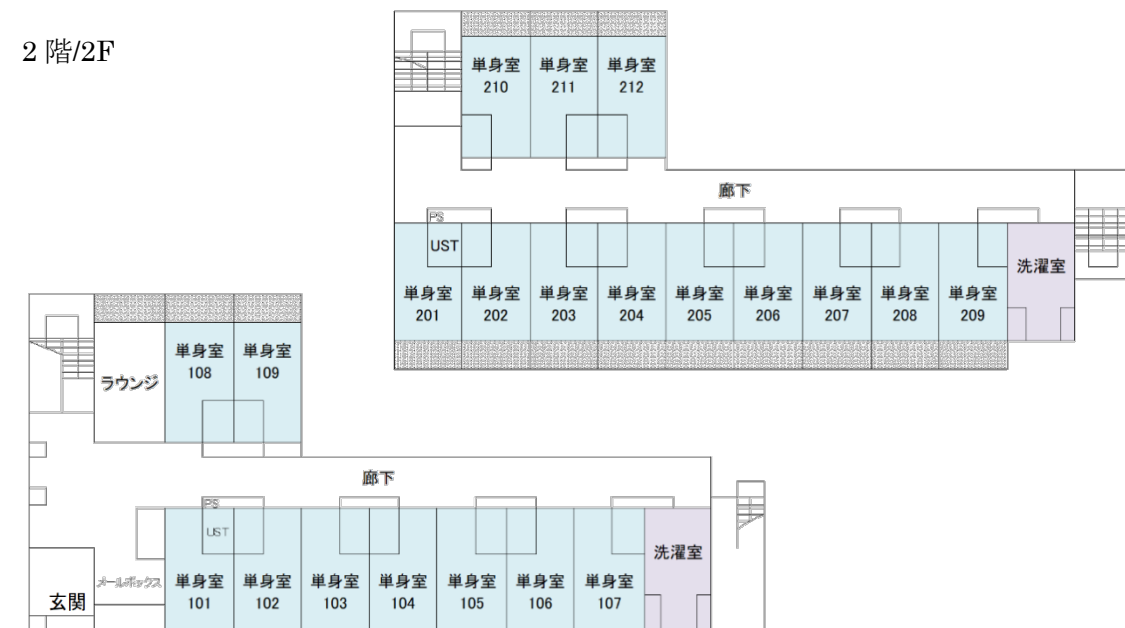 2 階/2F
単身室
210
単身室
211
単身室
212
廊下
PS
UST
単身室
201
単身室
202
単身室
203
単身室
204
単身室
205
単身室
206
単身室
207
単身室
208
単身室
209
洗濯室
ラウンジ
単身室
108
単身室
109
廊下
PS
UST
メールボックス
玄関
単身室
101
単身室
102
単身室
103
単身室
104
単身室
105
単身室
106
単身室
107
洗濯室